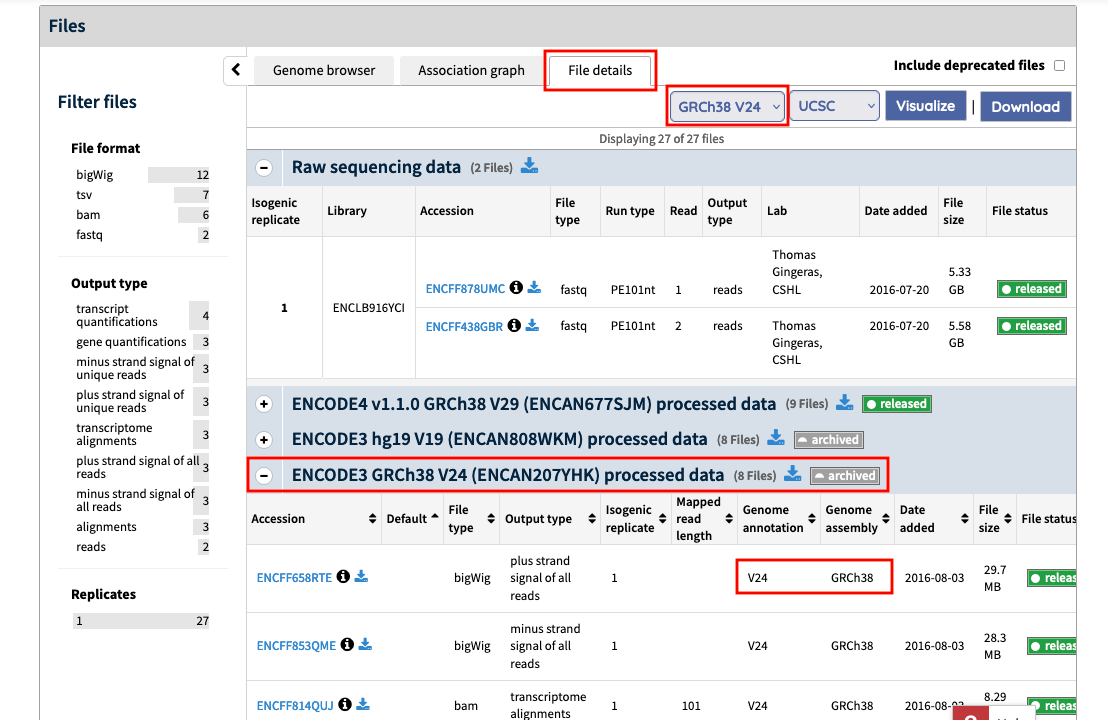 Files
Genome browser
Association graph
File details
Include deprecated files
Filter files
GRCh38 V24
UCSC
Visualize
|
Download
Displaying 27 of 27 files
File format
bigWig 12
tsv 7
bam 6
fastq 2
Output type
transcript
quantifications 4
gene quantifications 3
minus strand signal of
unique reads 3
plus strand signal of
unique reads 3
transcriptome
alignments 3
plus strand signal of all
reads 3
minus strand signal of
all reads 3
alignments 3
reads 2
Replicates
1 27
Raw sequencing data (2 Files)
Isogenic
replicate
Library
Accession
File
type
Run type
Read
Output
type
Lab
Date added
File
size
File status
1
ENCLB916YCI
ENCFF878UMC
fastq
PE101nt
1
reads
Thomas
Gingeras,
CSHL
2016-07-20
5.33
GB
released
ENCFF438GBR
fastq
PE101nt
2
reads
Thomas
Gingeras,
CSHL
2016-07-20
5.58
GB
released
ENCODE4 v1.1.0 GRCh38 V29 (ENCAN677SJM) processed data (9 Files) released
ENCODE3 hg19 V19 (ENCAN808WKM) processed data (8 Files) archived
ENCODE3 GRCh38 V24 (ENCAN207YHK) processed data (8 Files) archived
Accession
Default
File
type
Output type
Isogenic
replicate
Mapped
read
length
Genome
annotation
Genome
assembly
Date
added
File
size
File status
ENCFF658RTE
bigWig
plus strand
signal of all
reads
1
V24
GRCh38
2016-08-03
29.7
MB
releas
ENCFF853QME
bigWig
minus strand
signal of all
reads
1
V24
GRCh38
2016-08-03
28.3
MB
releas
ENCFF814QUJ
bam
transcriptome
alignments
1
101
V24
GRCh38
2016-08-03
8.29
releas